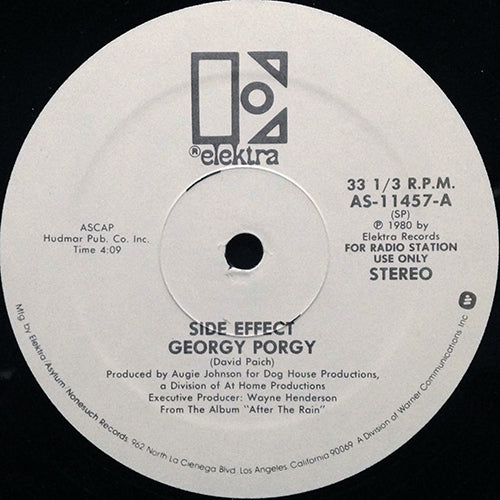 ® elektra
33 1/3 R.P.M.
AS-11457-A
(SP)
℗ 1980 by
Elektra Records
FOR RADIO STATION
USE ONLY
STEREO
ASCAP
Hudmar Pub. Co. Inc.
Time 4:09
SIDE EFFECT
GEORGY PORGY
(David Paich)
Produced by Augie Johnson for Dog House Productions,
a Division of At Home Productions
Executive Producer: Wayne Henderson
From The Album "After The Rain"
Mfg. by Elektra/Asylum/Nonesuch Records, 962 North La Cienega Blvd. Los Angeles, California 90069. A Division of Warner Communications Inc.